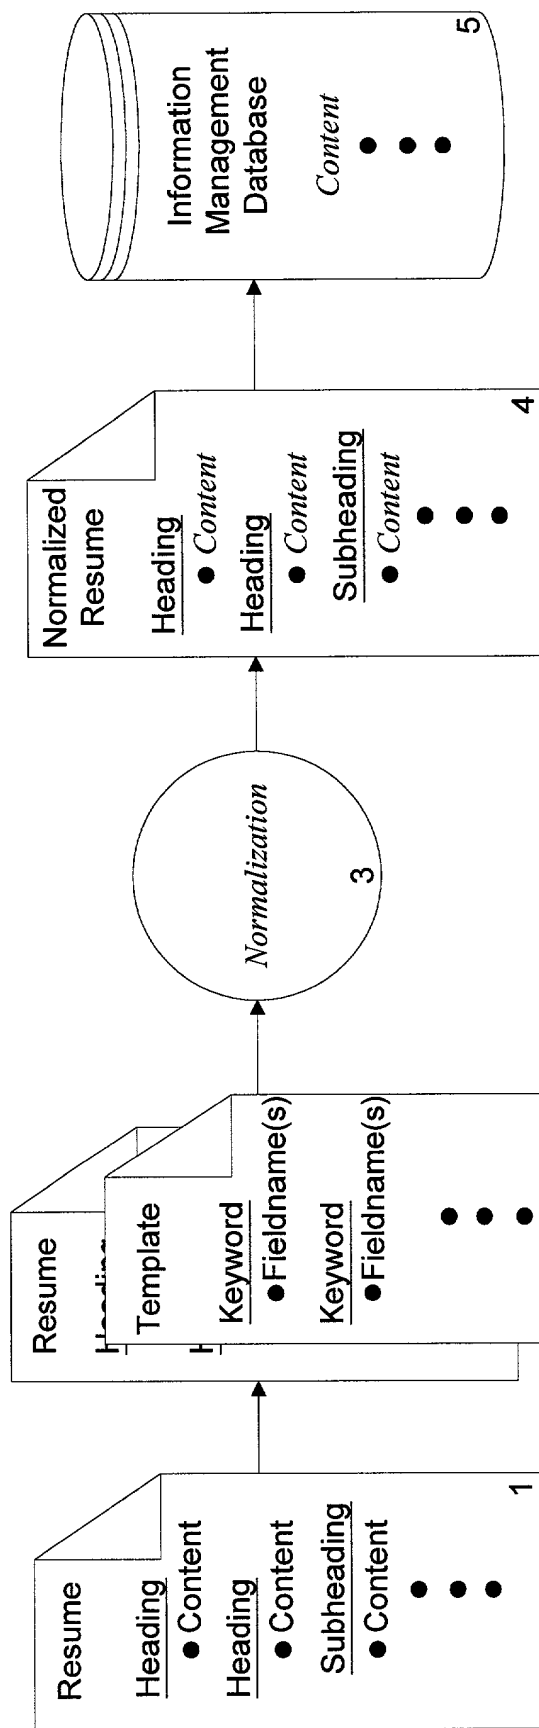 Resume
Heading
● Content
Heading
● Content
Subheading
● Content
● ● ●
1
Resume
Heading
H
Template
Keyword
●Fieldname(s)
Keyword
●Fieldname(s)
● ● ●
Normalization
3
Normalized
Resume
Heading
● Content
Heading
● Content
Subheading
● Content
● ● ●
4
Information
Management
Database
Content
● ● ●
5